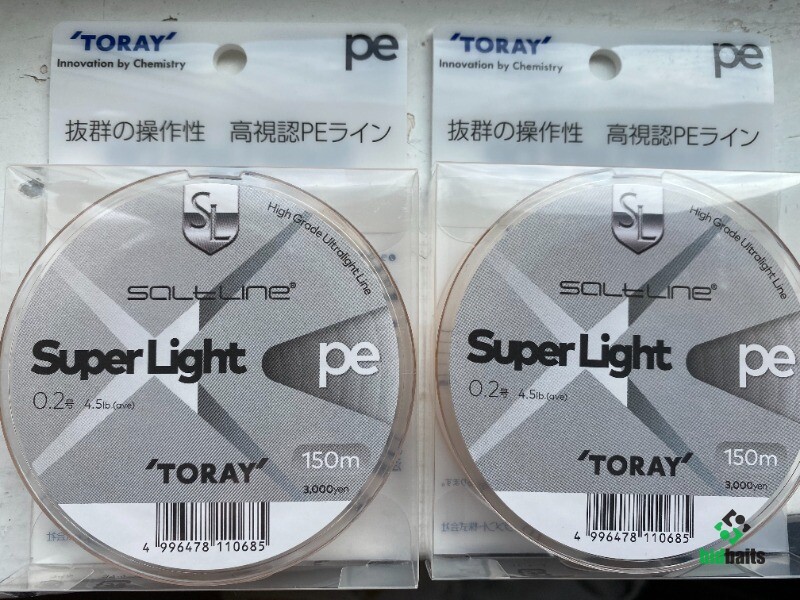 'TORAY'
Innovation by Chemistry
pe
抜群の操作性 高視認PEライン
SL
High Grade Ultralight Line
SALTLINE®
Super Light
pe
0.2号 4.5lb.(ave)
'TORAY'
150m
3,000yen
4 996478 110685
'TORAY'
Innovation by Chemistry
pe
抜群の操作性 高視認PEライン
SL
High Grade Ultralight Line
SALTLINE®
Super Light
pe
0.2号 4.5lb.(ave)
'TORAY'
150m
3,000yen
4 996478 110685
baits